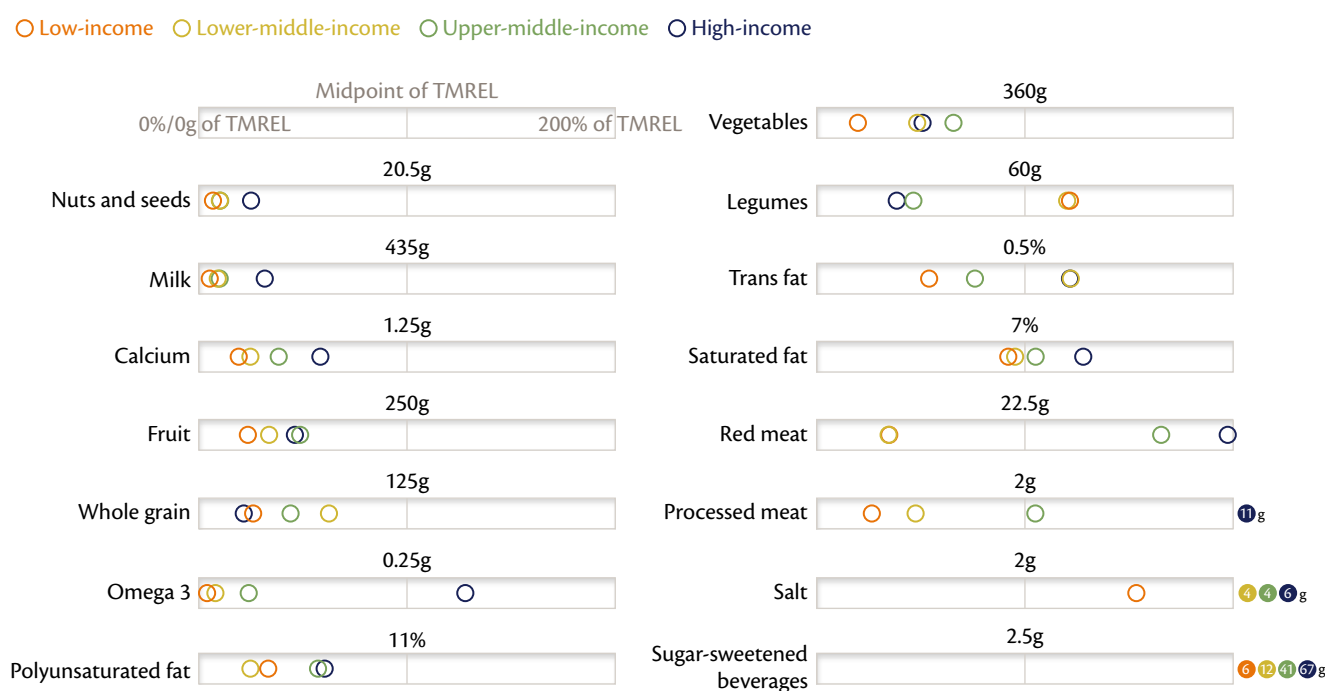 Low-income Lower-middle-income Upper-middle-income High-income
Midpoint of TMREL
0%/0g of TMREL 200% of TMREL
20.5g
Nuts and seeds
435g
Milk
1.25g
Calcium
250g
Fruit
125g
Whole grain
0.25g
Omega 3
11%
Polyunsaturated fat
360g
Vegetables
60g
Legumes
0.5%
Trans fat
7%
Saturated fat
22.5g
Red meat
2g
Processed meat 11 g
2g
Salt 4 4 6 g
2.5g
Sugar-sweetened
beverages 6 12 41 67 g